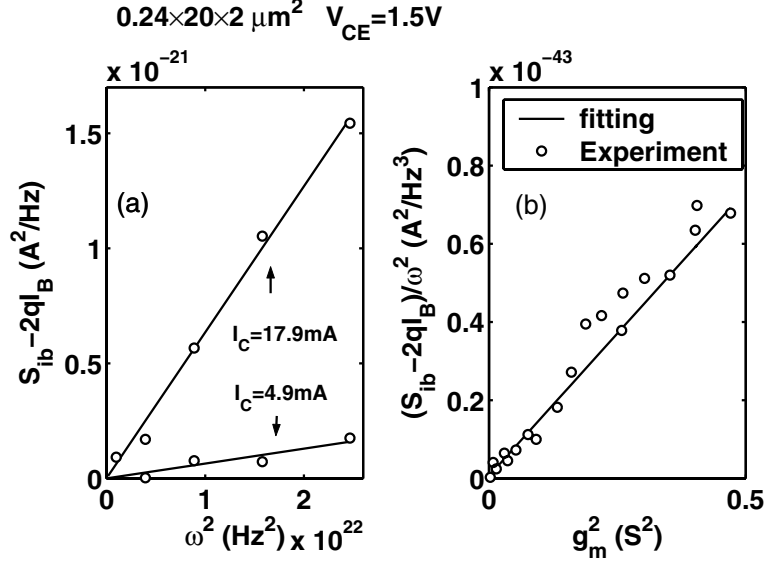 0.24×20×2 μm² V_CE=1.5V
x 10⁻²¹
1.5
1
0.5
0
S_ib−2qI_B (A²/Hz)
(a)
I_C=17.9mA
I_C=4.9mA
0 1 2
ω² (Hz²) x 10²²
x 10⁻⁴³
1
0.8
0.6
0.4
0.2
0
(S_ib−2qI_B)/ω² (A²/Hz³)
fitting
Experiment
(b)
0 0.5
g_m² (S²)